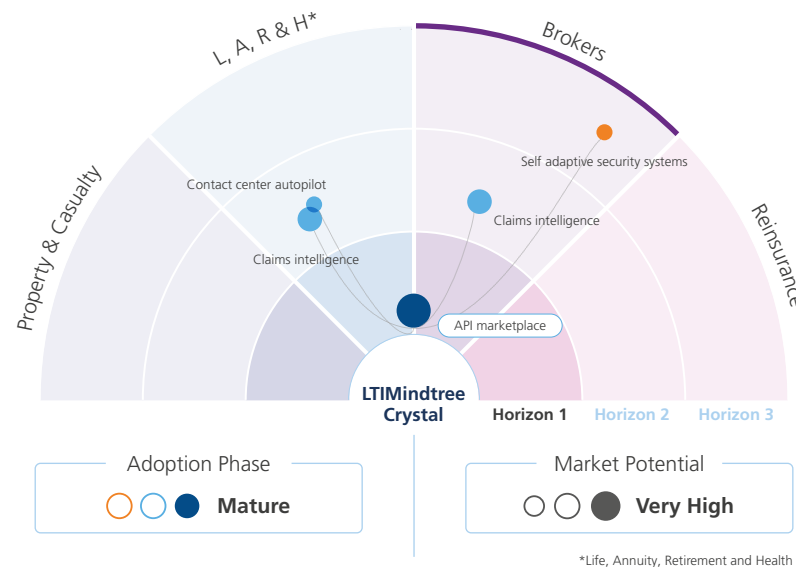 L, A, R & H*
Brokers
Property & Casualty
Reinsurance
Contact center autopilot
Self adaptive security systems
Claims intelligence
Claims intelligence
API marketplace
LTIMindtree
Crystal
Horizon 1
Horizon 2
Horizon 3
Adoption Phase
Mature
Market Potential
Very High
*Life, Annuity, Retirement and Health